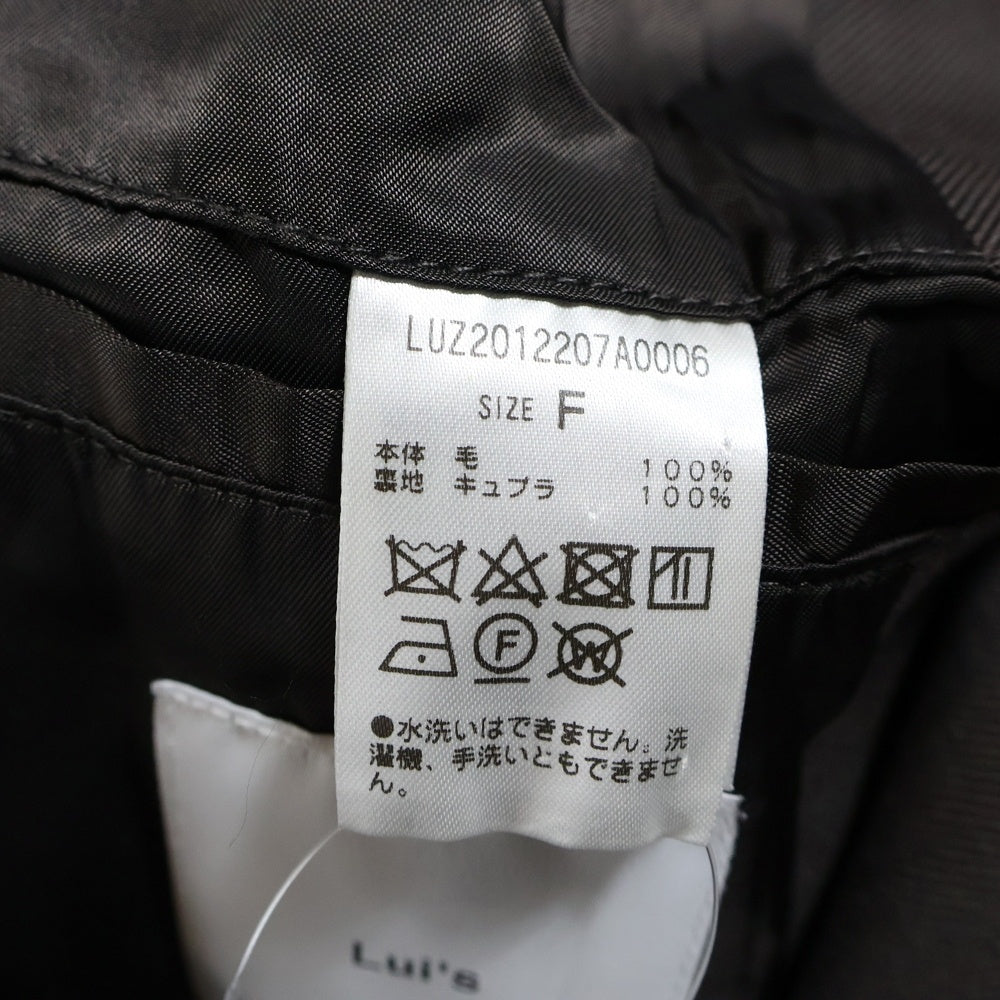 LUZ2012207A0006
SIZE F
本体 毛 100%
裏地 キュプラ 100%
F
W
●水洗いはできません。洗
濯機、手洗いともできませ
ん。
Lui's